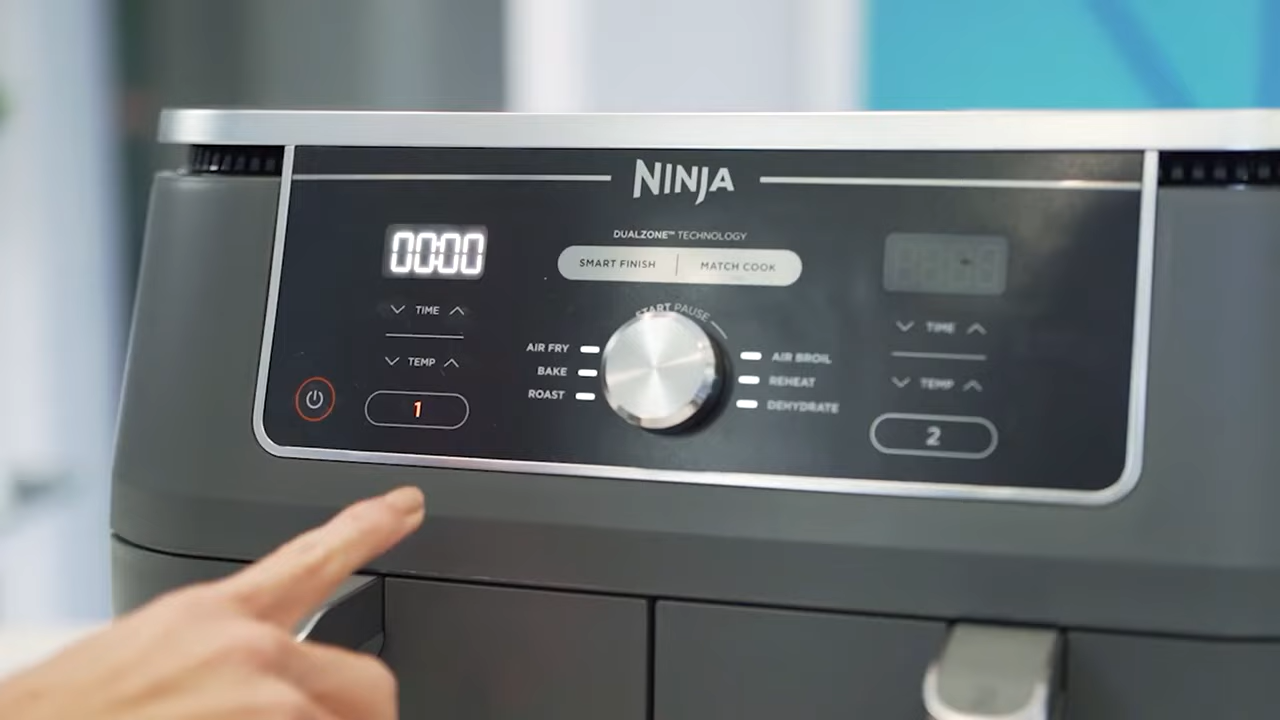 NINJA
DUALZONE™ TECHNOLOGY
SMART FINISH | MATCH COOK
00:00
TIME
TEMP
1
START PAUSE
AIR FRY
BAKE
ROAST
AIR BROIL
REHEAT
DEHYDRATE
TIME
TEMP
2